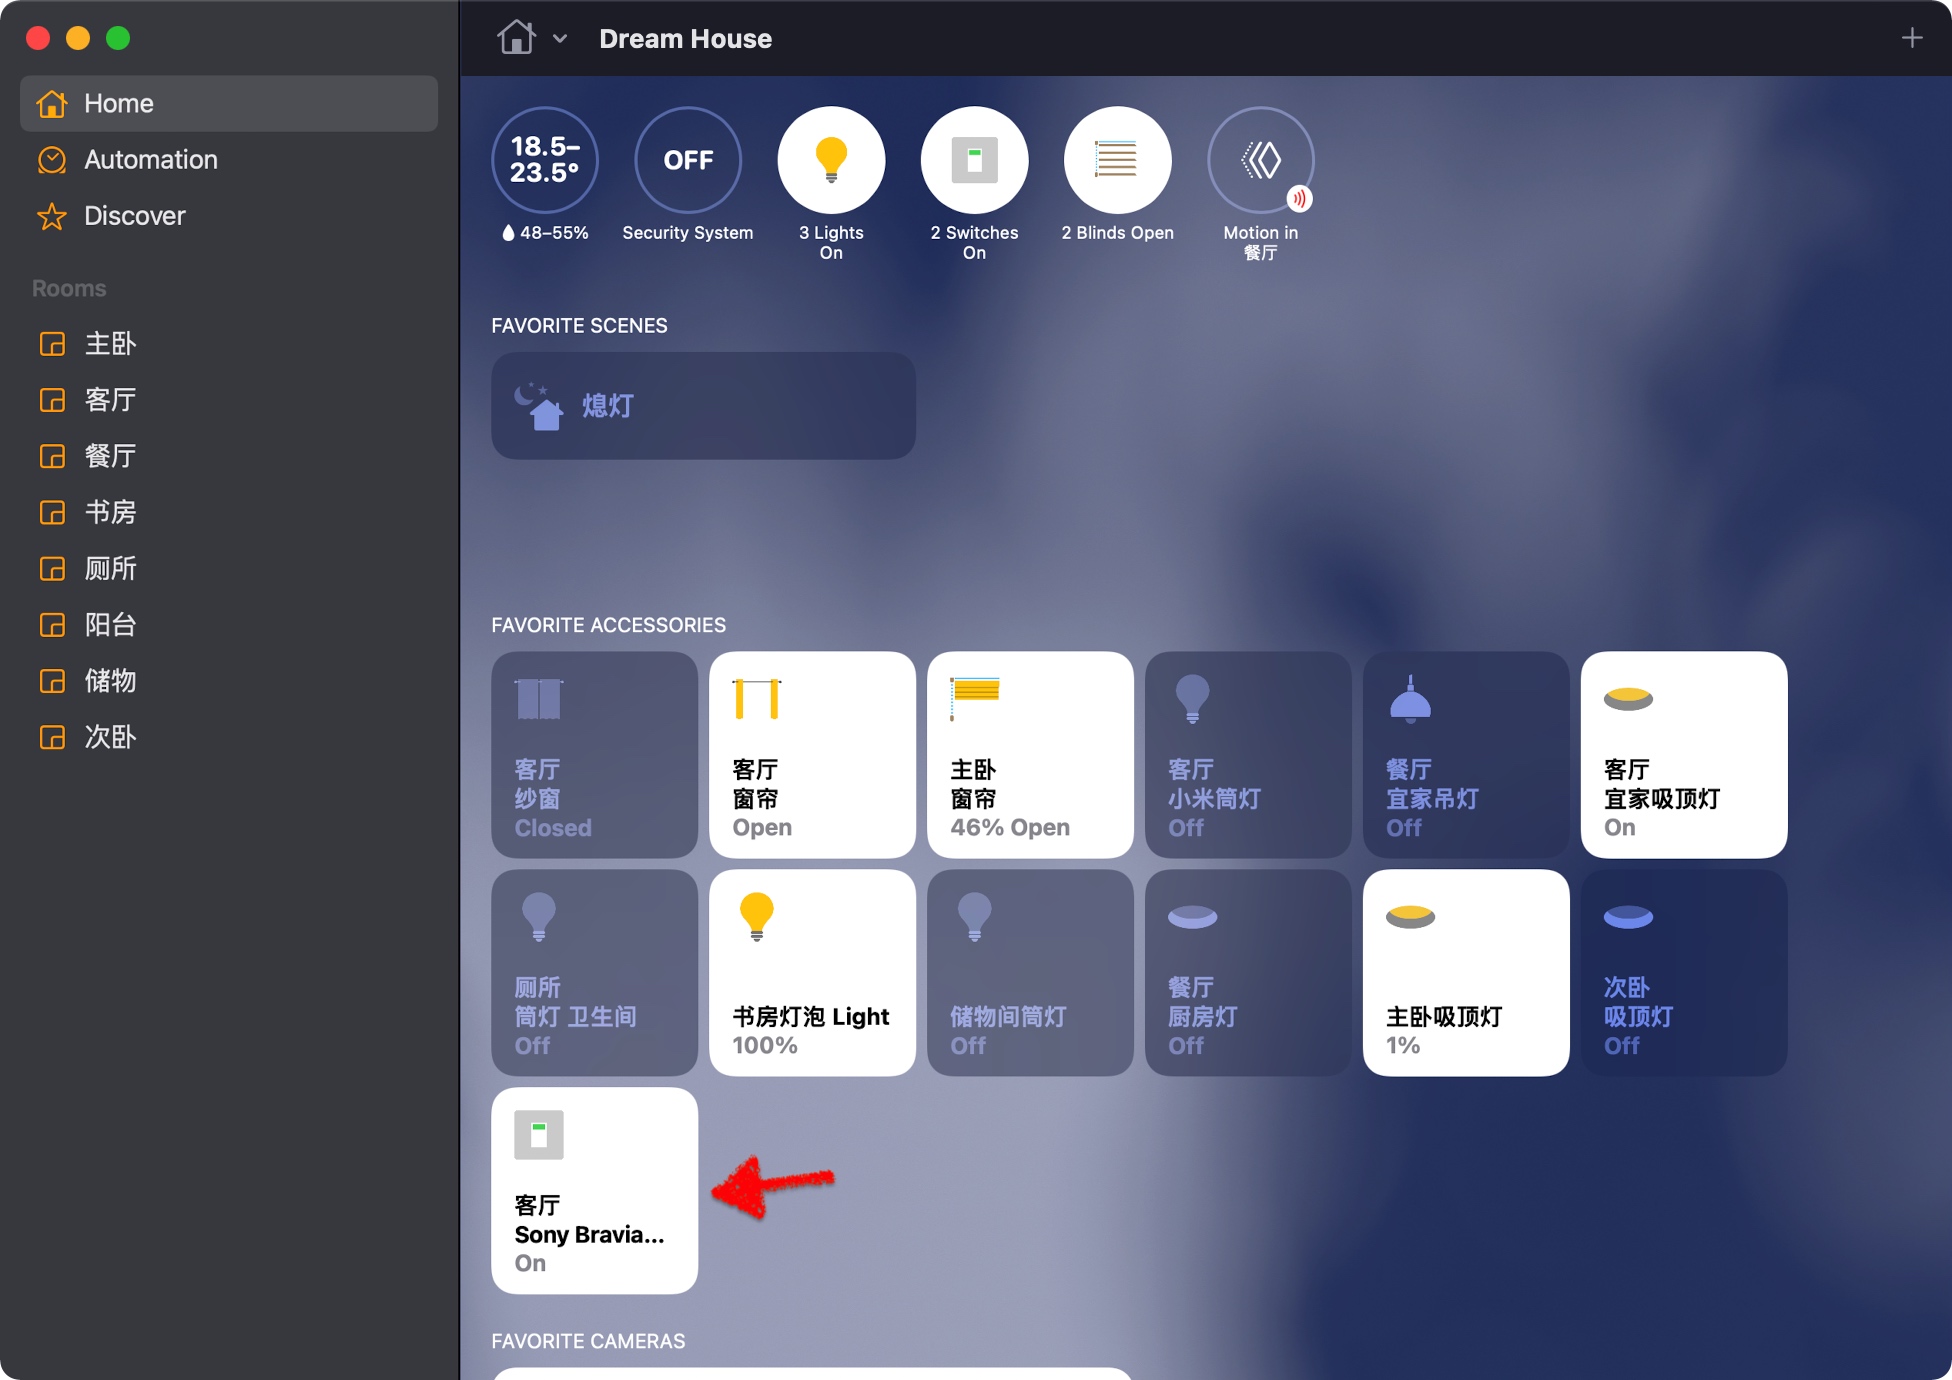 Dream House
Home
Automation
Discover
Rooms
主卧
客厅
餐厅
书房
厕所
阳台
储物
次卧
18.5–
23.5°
48–55%
OFF
Security System
3 Lights
On
2 Switches
On
2 Blinds Open
Motion in
餐厅
FAVORITE SCENES
熄灯
FAVORITE ACCESSORIES
客厅
纱窗
Closed
客厅
窗帘
Open
主卧
窗帘
46% Open
客厅
小米筒灯
Off
餐厅
宜家吊灯
Off
客厅
宜家吸顶灯
On
厕所
筒灯 卫生间
Off
书房灯泡 Light
100%
储物间筒灯
Off
餐厅
厨房灯
Off
主卧吸顶灯
1%
次卧
吸顶灯
Off
客厅
Sony Bravia...
On
FAVORITE CAMERAS